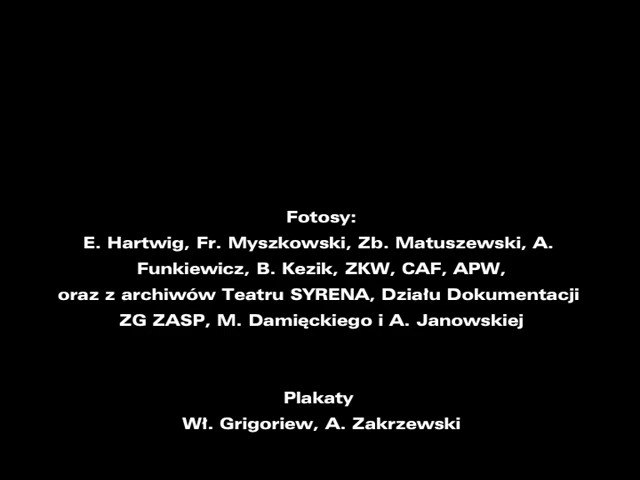 Fotosy:
E. Hartwig, Fr. Myszkowski, Zb. Matuszewski, A.
Funkiewicz, B. Kezik, ZKW, CAF, APW,
oraz z archiwów Teatru SYRENA, Działu Dokumentacji
ZG ZASP, M. Damięckiego i A. Janowskiej
Plakaty
Wł. Grigoriew, A. Zakrzewski